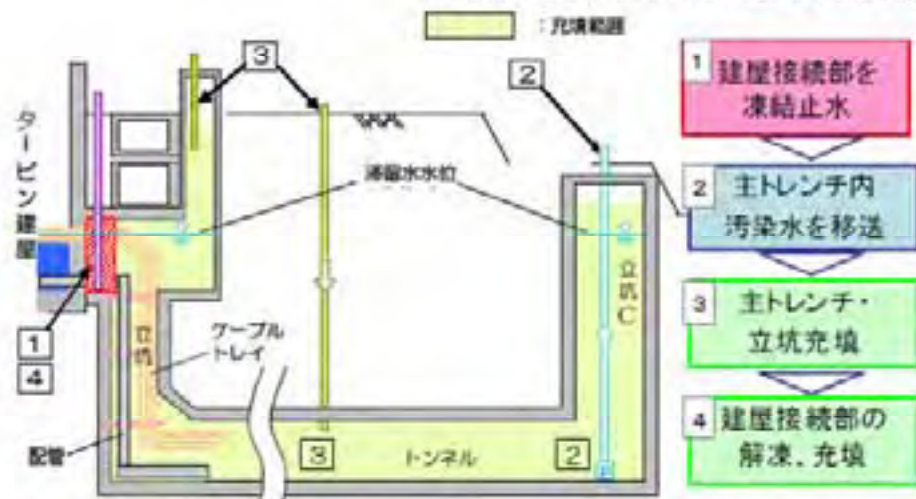 ：充填範囲
3
2
タービン建屋
滞留水水位
立坑C
立坑
ケーブル
トレイ
1
4
配管
3
トンネル
2
1
建屋接続部を
凍結止水
2
主トレンチ内
汚染水を移送
3
主トレンチ・
立坑充填
4
建屋接続部の
解凍、充填